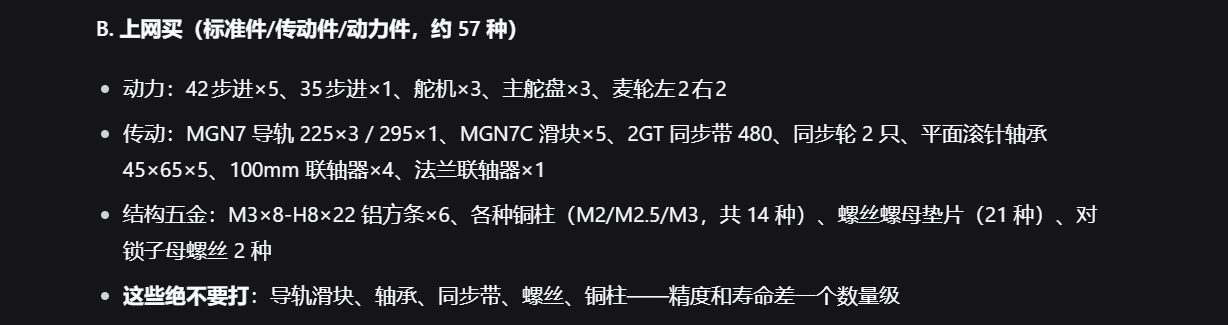 B. 上网买（标准件/传动件/动力件，约 57 种）
动力：42步进×5、35步进×1、舵机×3、主舵盘×3、麦轮左2右2
传动：MGN7 导轨 225×3 / 295×1、MGN7C 滑块×5、2GT 同步带 480、同步轮 2 只、平面滚针轴承
45×65×5、100mm 联轴器×4、法兰联轴器×1
结构五金：M3×8-H8×22 铝方条×6、各种铜柱（M2/M2.5/M3，共 14 种）、螺丝螺母垫片（21 种）、对
锁子母螺丝 2 种
这些绝不要打：导轨滑块、轴承、同步带、螺丝、铜柱——精度和寿命差一个数量级